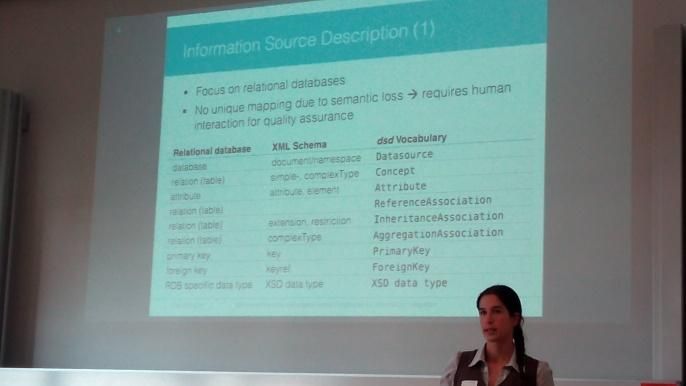 Information Source Description (1)
• Focus on relational databases
• No unique mapping due to semantic loss → requires human
interaction for quality assurance
Relational database XML Schema dsd Vocabulary
database document/namespace Datasource
relation (table) simple-, complexType Concept
attribute attribute, element Attribute
relation (table) ReferenceAssociation
relation (table) extension, restriction InheritanceAssociation
relation (table) complexType AggregationAssociation
primary key key PrimaryKey
foreign key keyref ForeignKey
RDB specific data type XSD data type XSD data type